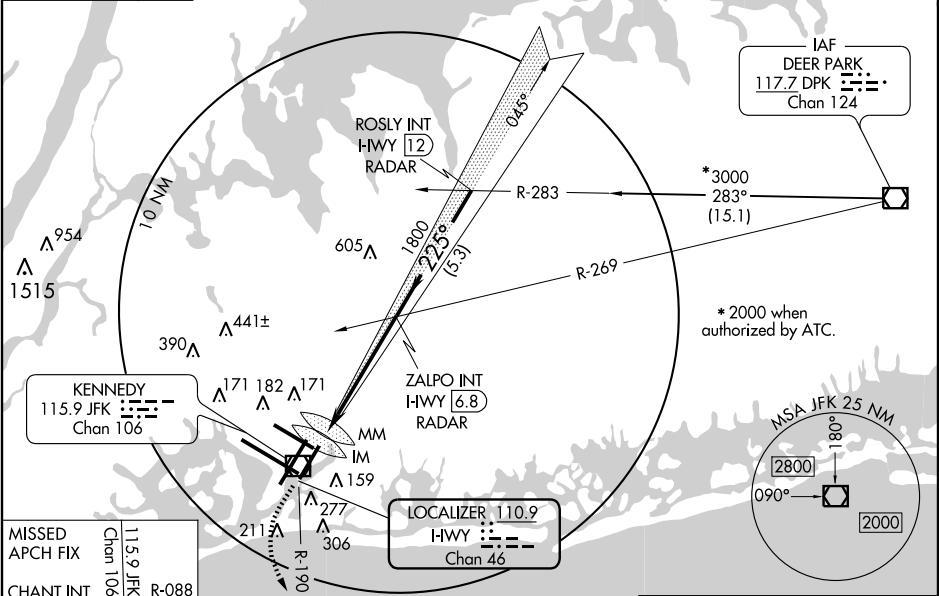 IAF
DEER PARK
117.7 DPK
Chan 124
ROSLY INT
I-IWY 12
RADAR
045°
*3000
283°
(15.1)
R-283
10 NM
954
1515
605
1800
225°
(5.3)
R-269
* 2000 when
authorized by ATC.
441±
390
171
182
171
ZALPO INT
I-IWY 6.8
RADAR
KENNEDY
115.9 JFK
Chan 106
MM
IM
159
277
306
211
R-190
LOCALIZER 110.9
I-IWY
Chan 46
MSA JFK 25 NM
180°
2800
090°
2000
MISSED
APCH FIX
CHANT INT
115.9 JFK
Chan 106
R-088